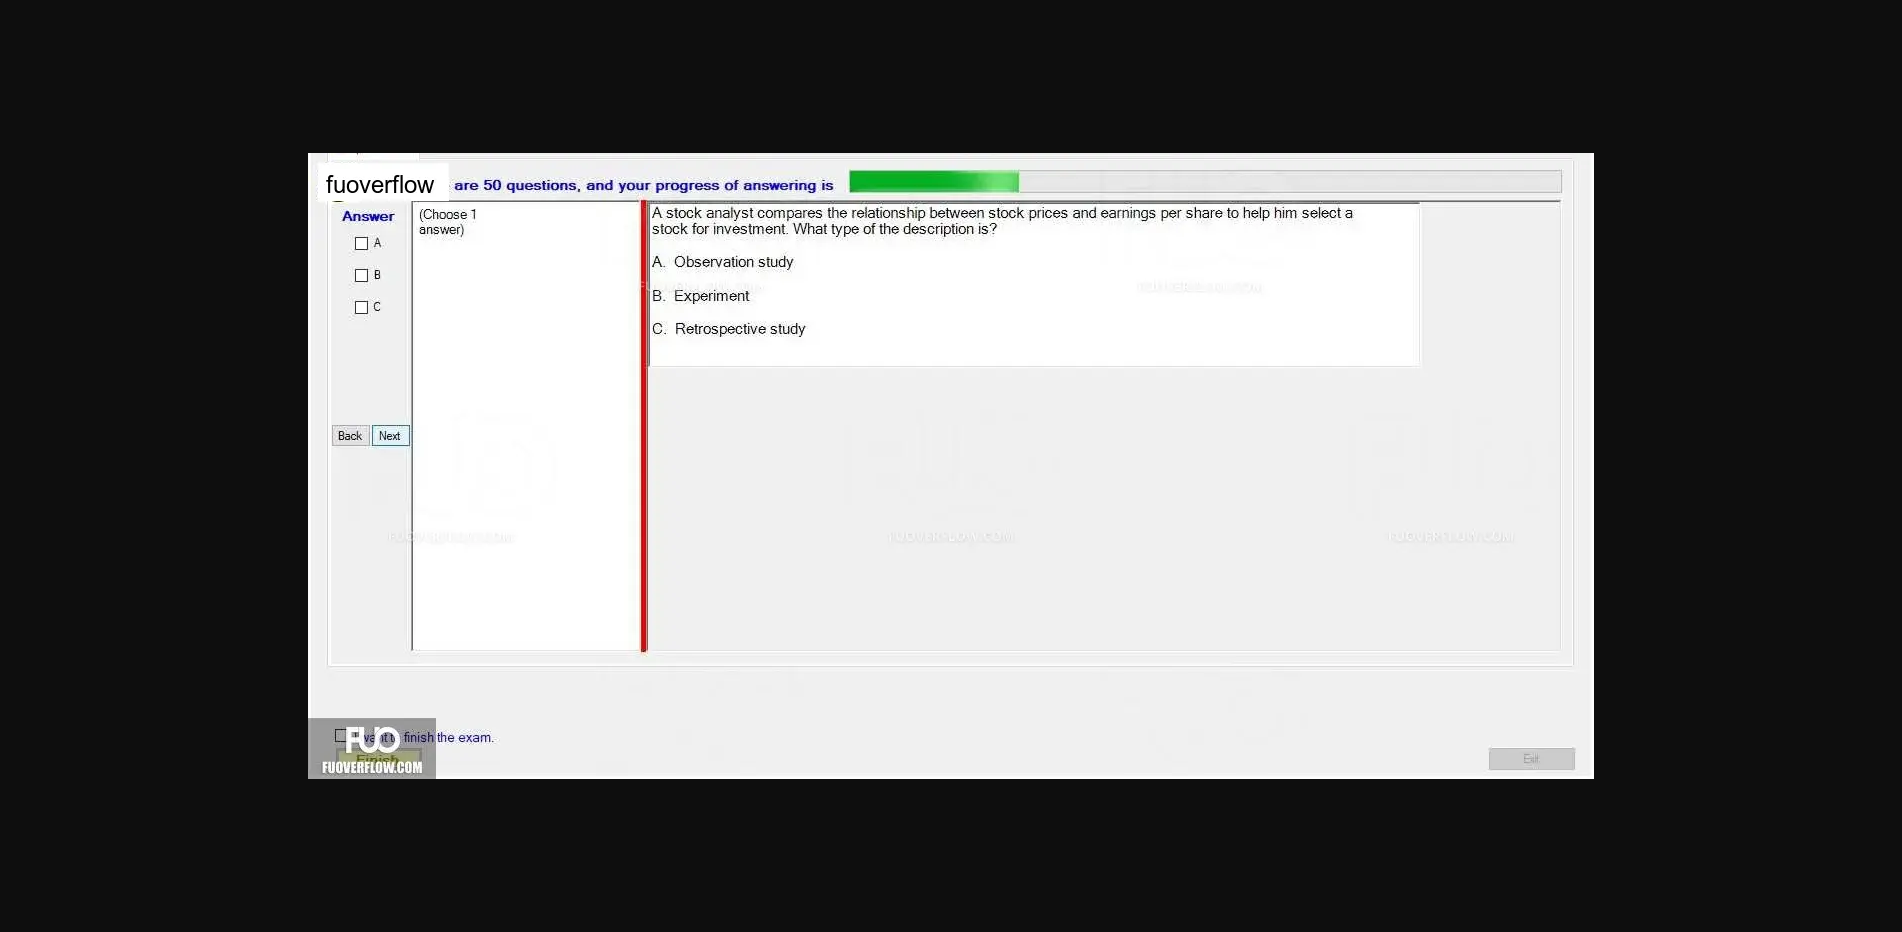 fuoverflow are 50 questions, and your progress of answering is
Answer
A
B
C
Back Next
(Choose 1
answer)
A stock analyst compares the relationship between stock prices and earnings per share to help him select a
stock for investment. What type of the description is?
A. Observation study
B. Experiment
C. Retrospective study
FUOVERFLOW.COM
FUOVERFLOW.COM
FUOVERFLOW.COM
FUOVERFLOW.COM
I want to finish the exam.
FUO
Finish
FUOVERFLOW.COM
Exit